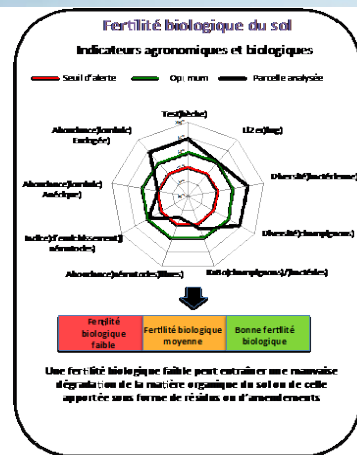 Fertilité biologique du sol
Indicateurs agronomiques et biologiques
Seuil d'alerte
Optimum
Parcelle analysée
Test(bêche)
Abondance(lombric)
Endogée)
Diversité(bactérienne)
Abondance(lombric)
Anécique)
Diversité(champignons)
Indice(d'enrichissement)(
nématodes)
Abondance(nématodes)libres
Ratio(champignons)/(bactéries)
Fertilité biologique faible
Fertilité biologique moyenne
Bonne fertilité biologique
Une fertilité biologique faible peut entraîner une mauvaise
dégradation de la matière organique du sol ou de celle
apportée sous forme de résidus ou d'amendements